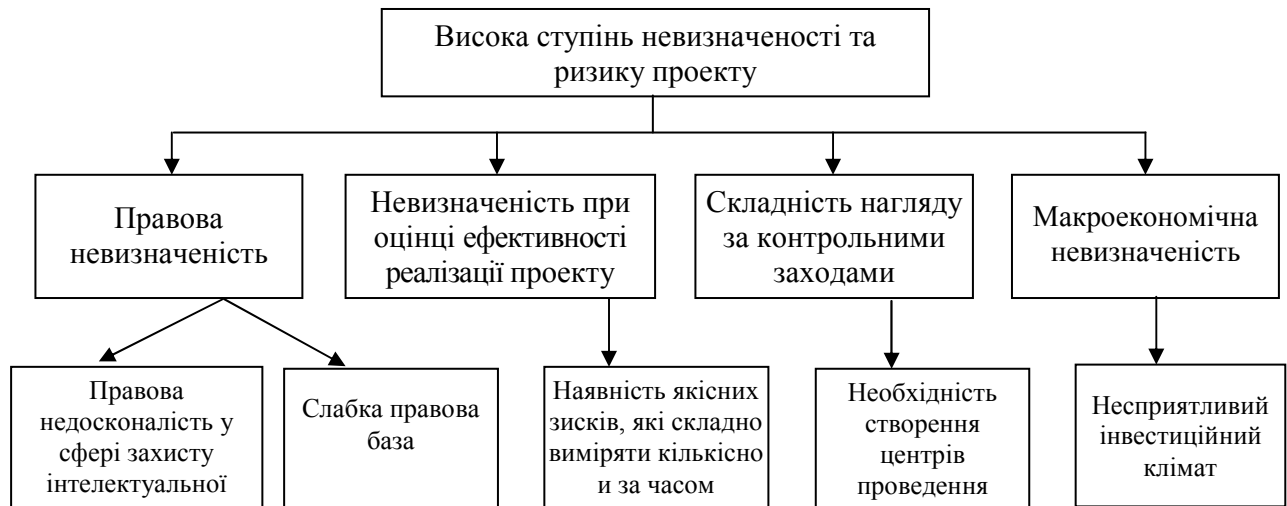 Висока ступінь невизначеності та
ризику проекту
Правова
невизначеність
Невизначеність при
оцінці ефективності
реалізації проекту
Складність нагляду
за контрольними
заходами
Макроекономічна
невизначеність
Правова
недосконалість у
сфері захисту
інтелектуальної
Слабка правова
база
Наявність якісних
зисків, які складно
виміряти кількісно
и за часом
Необхідність
створення
центрів
проведення
Несприятливий
інвестиційний
клімат